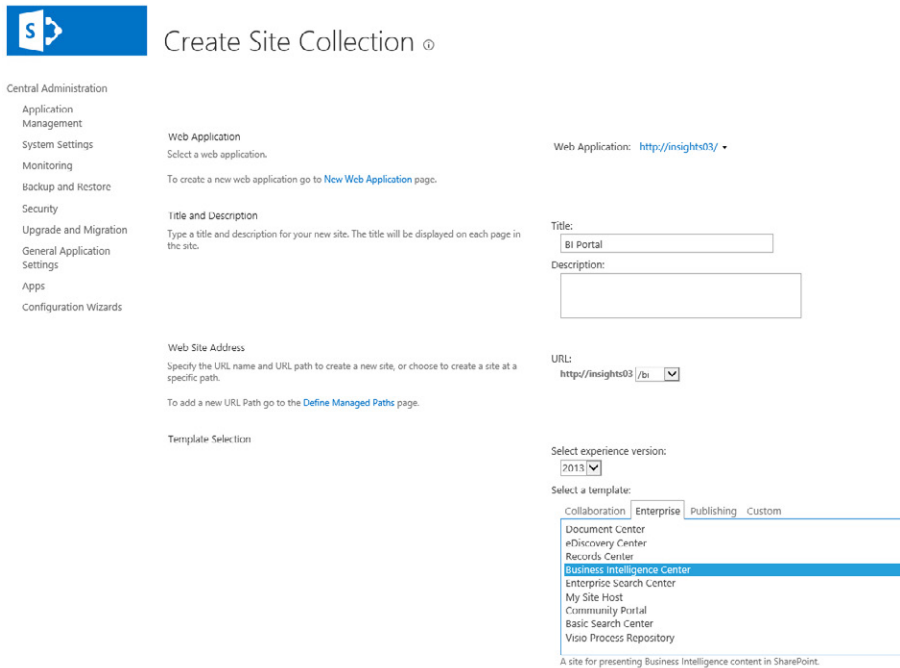 S
Create Site Collection
Central Administration
Application
Management
System Settings
Monitoring
Backup and Restore
Security
Upgrade and Migration
General Application
Settings
Apps
Configuration Wizards
Web Application
Select a web application.
To create a new web application go to New Web Application page.
Web Application: http://insights03/
Title and Description
Type a title and description for your new site. The title will be displayed on each page in
the site.
Title:
BI Portal
Description:
Web Site Address
Specify the URL name and URL path to create a new site, or choose to create a site at a
specific path.
To add a new URL Path go to the Define Managed Paths page.
URL:
http://insights03 /bi
Template Selection
Select experience version:
2013
Select a template:
Collaboration Enterprise Publishing Custom
Document Center
eDiscovery Center
Records Center
Business Intelligence Center
Enterprise Search Center
My Site Host
Community Portal
Basic Search Center
Visio Process Repository
A site for presenting Business Intelligence content in SharePoint.